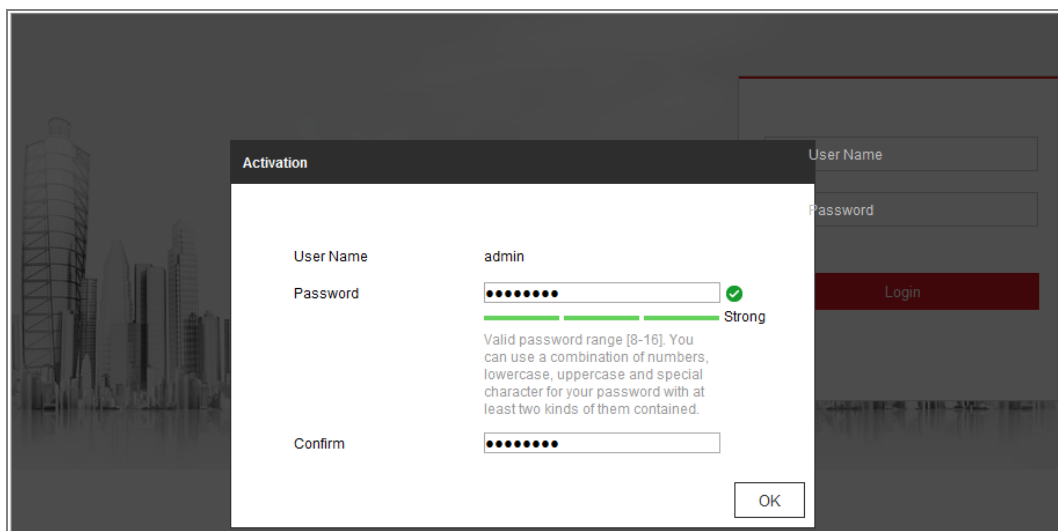 Activation
User Name
Password
Login
User Name admin
Password ●●●●●●●●
Strong
Valid password range [8-16]. You
can use a combination of numbers,
lowercase, uppercase and special
character for your password with at
least two kinds of them contained.
Confirm ●●●●●●●●
OK